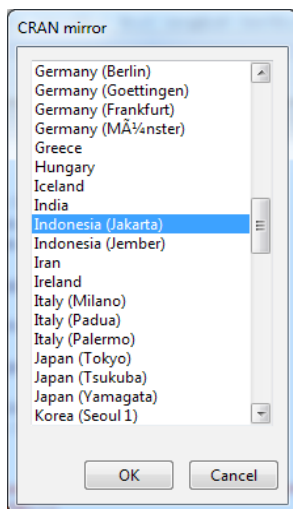 CRAN mirror
Germany (Berlin)
Germany (Goettingen)
Germany (Frankfurt)
Germany (MÃ¼nster)
Greece
Hungary
Iceland
India
Indonesia (Jakarta)
Indonesia (Jember)
Iran
Ireland
Italy (Milano)
Italy (Padua)
Italy (Palermo)
Japan (Tokyo)
Japan (Tsukuba)
Japan (Yamagata)
Korea (Seoul 1)
OK Cancel